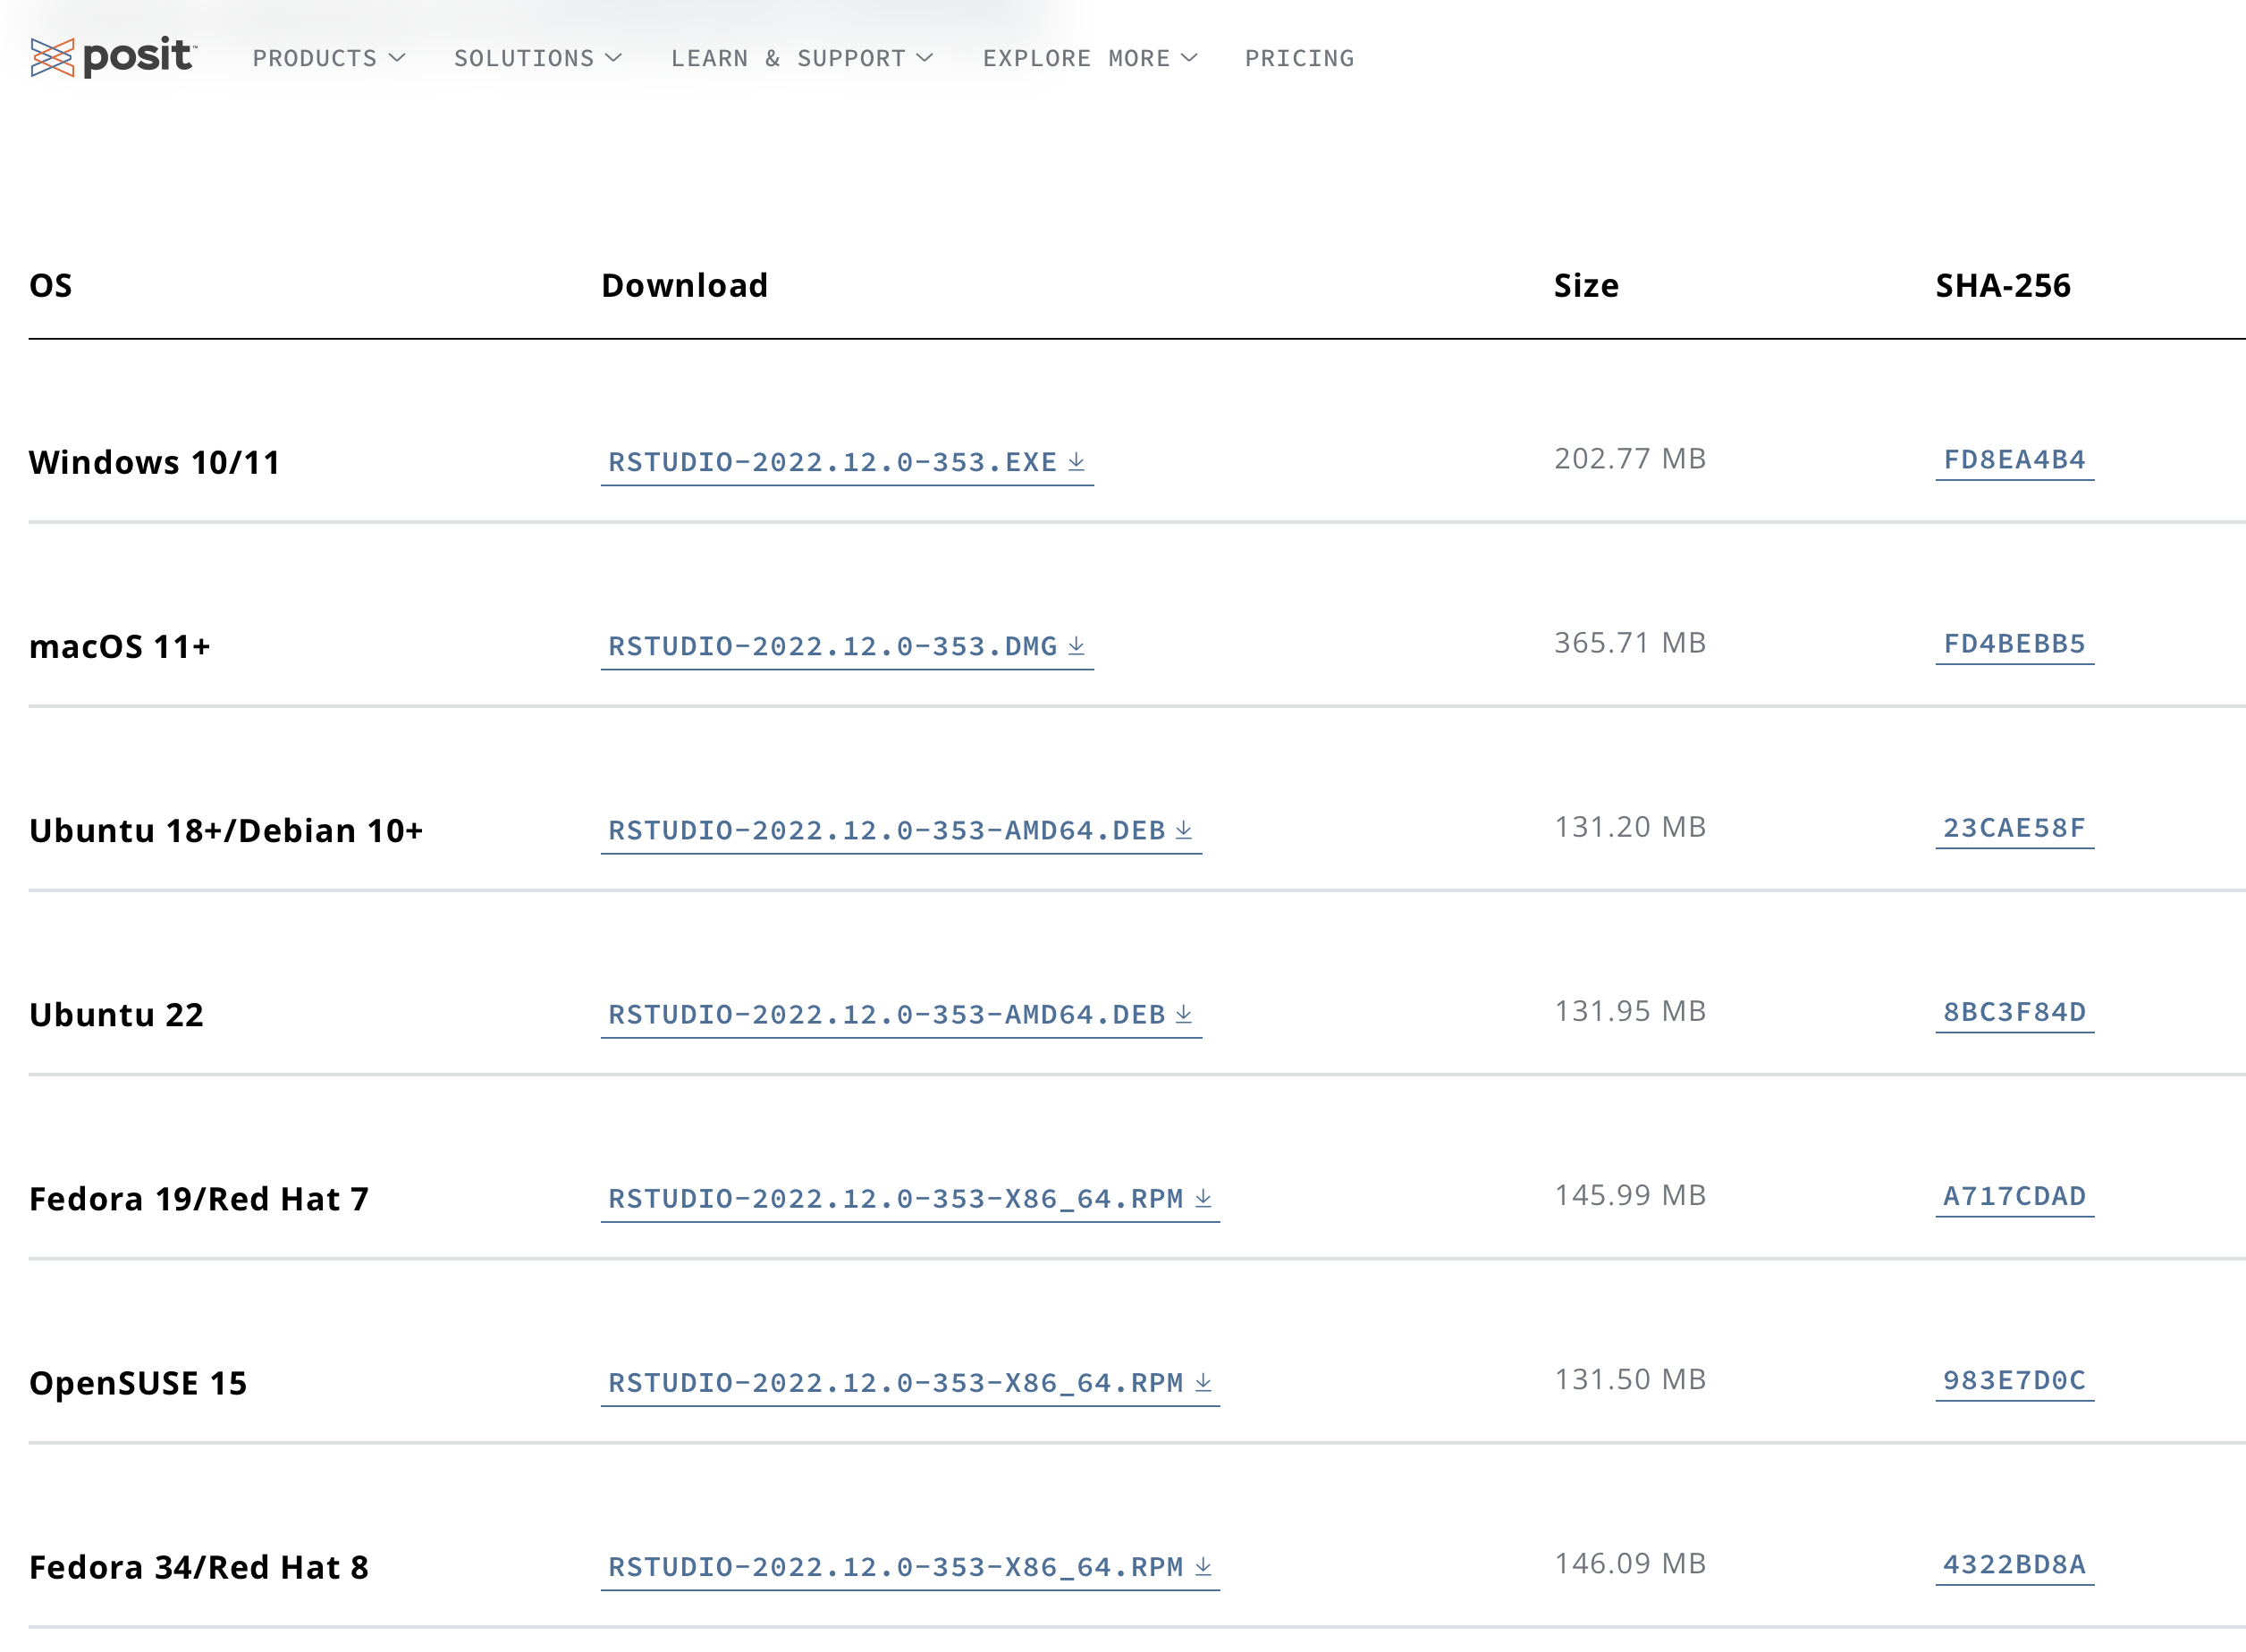 posit™ PRODUCTS SOLUTIONS LEARN & SUPPORT EXPLORE MORE PRICING
OS Download Size SHA-256
Windows 10/11 RSTUDIO-2022.12.0-353.EXE 202.77 MB FD8EA4B4
macOS 11+ RSTUDIO-2022.12.0-353.DMG 365.71 MB FD4BEBB5
Ubuntu 18+/Debian 10+ RSTUDIO-2022.12.0-353-AMD64.DEB 131.20 MB 23CAE58F
Ubuntu 22 RSTUDIO-2022.12.0-353-AMD64.DEB 131.95 MB 8BC3F84D
Fedora 19/Red Hat 7 RSTUDIO-2022.12.0-353-X86_64.RPM 145.99 MB A717CDAD
OpenSUSE 15 RSTUDIO-2022.12.0-353-X86_64.RPM 131.50 MB 983E7D0C
Fedora 34/Red Hat 8 RSTUDIO-2022.12.0-353-X86_64.RPM 146.09 MB 4322BD8A